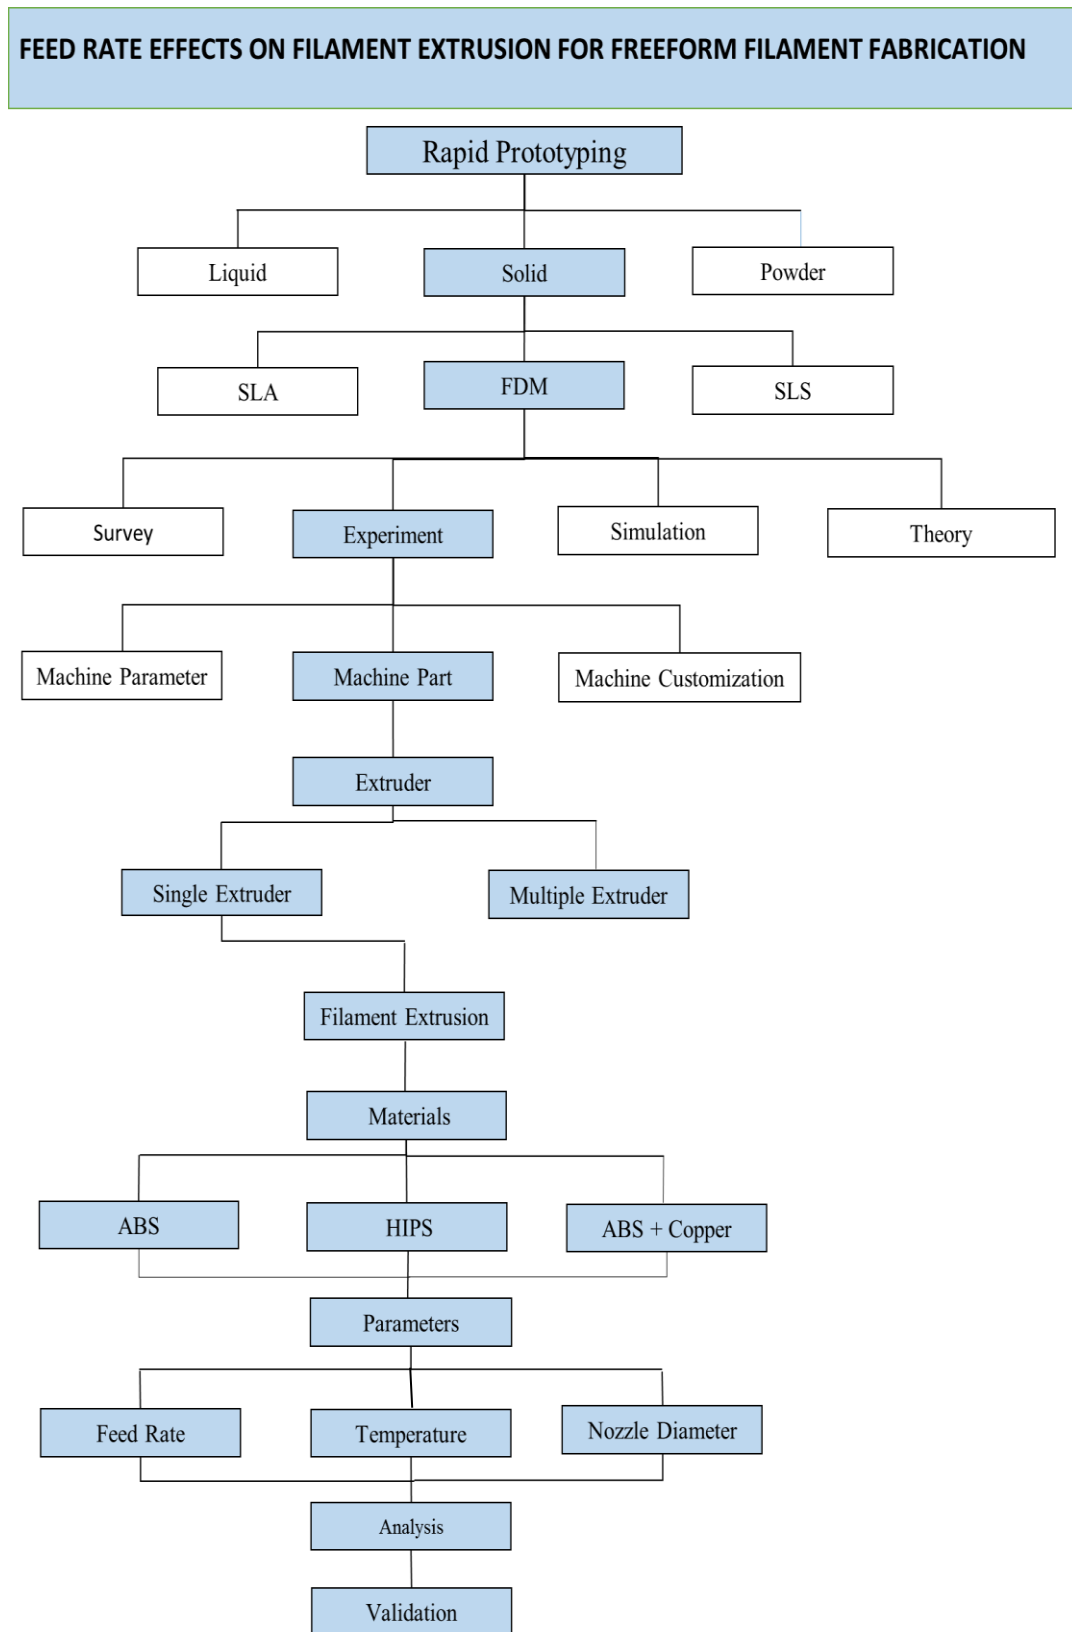 FEED RATE EFFECTS ON FILAMENT EXTRUSION FOR FREEFORM FILAMENT FABRICATION
Rapid Prototyping
Liquid
Solid
Powder
SLA
FDM
SLS
Survey
Experiment
Simulation
Theory
Machine Parameter
Machine Part
Machine Customization
Extruder
Single Extruder
Multiple Extruder
Filament Extrusion
Materials
ABS
HIPS
ABS + Copper
Parameters
Feed Rate
Temperature
Nozzle Diameter
Analysis
Validation